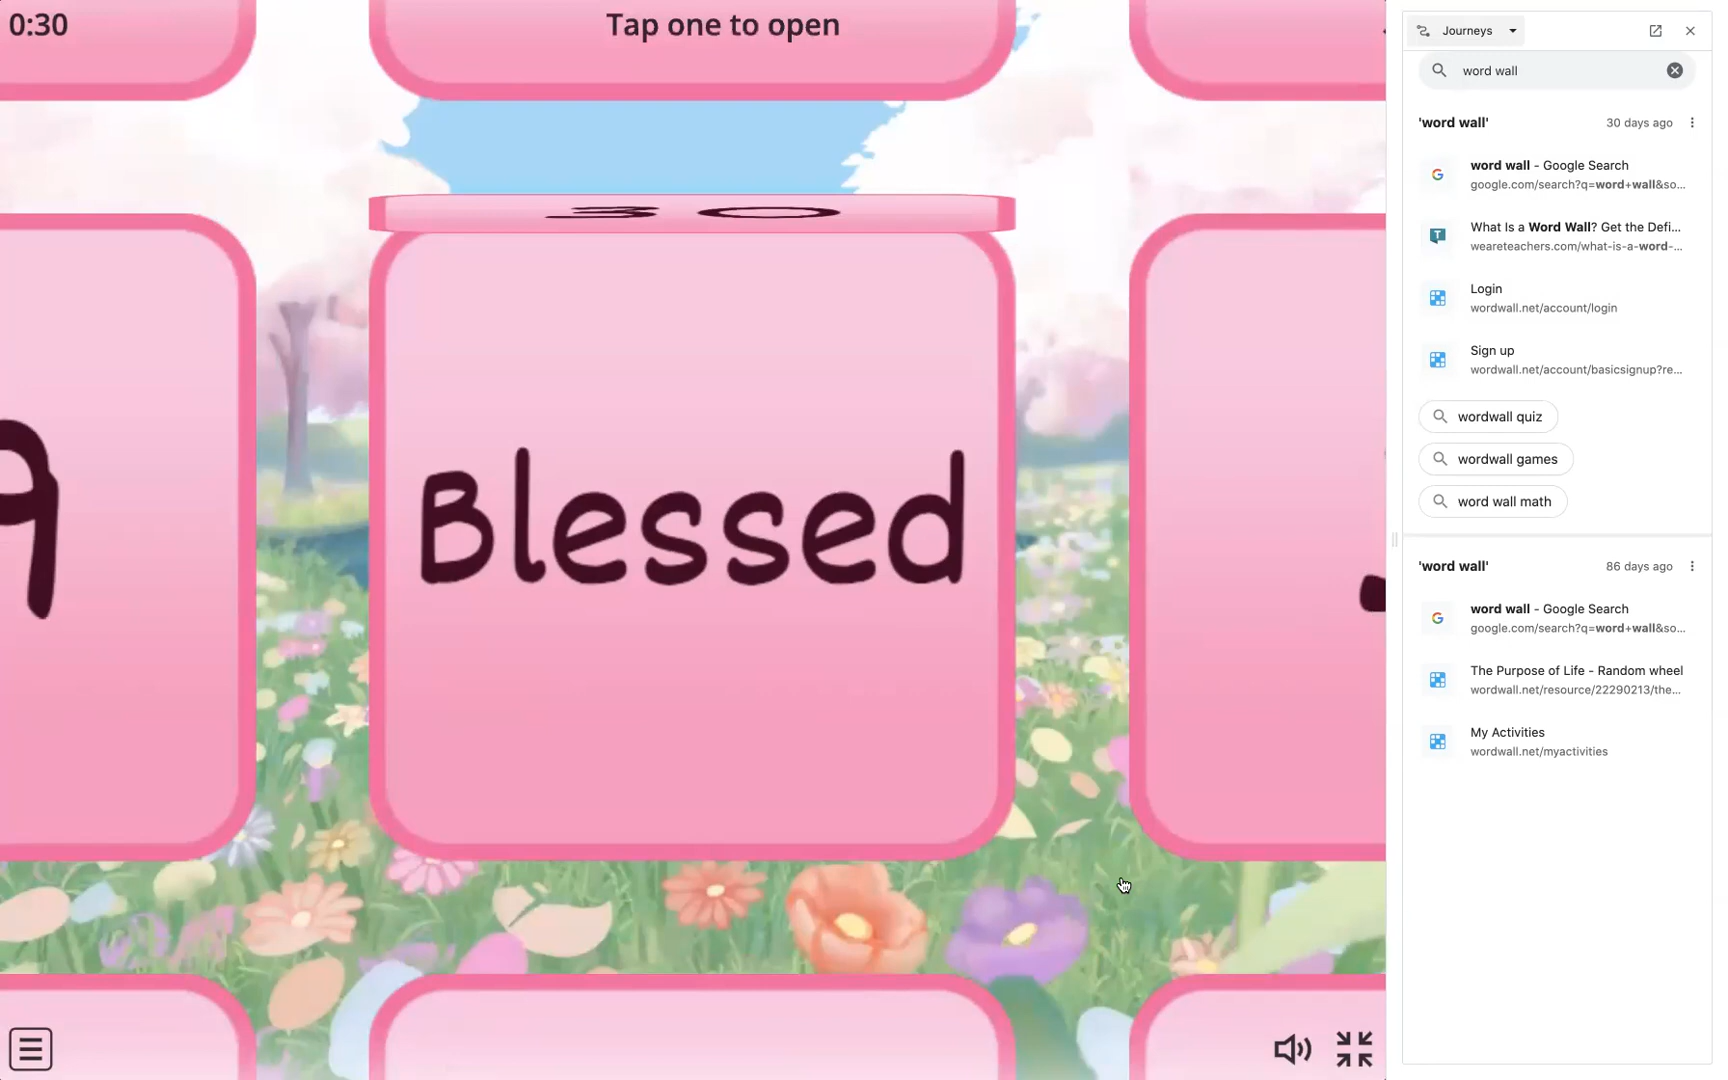 0:30
Tap one to open
30
9
Blessed
Journeys
word wall
'word wall'
30 days ago
word wall - Google Search
google.com/search?q=word+wall&so...
What Is a Word Wall? Get the Defi...
weareteachers.com/what-is-a-word-...
Login
wordwall.net/account/login
Sign up
wordwall.net/account/basicsignup?re...
wordwall quiz
wordwall games
word wall math
'word wall'
86 days ago
word wall - Google Search
google.com/search?q=word+wall&so...
The Purpose of Life - Random wheel
wordwall.net/resource/22290213/the...
My Activities
wordwall.net/myactivities